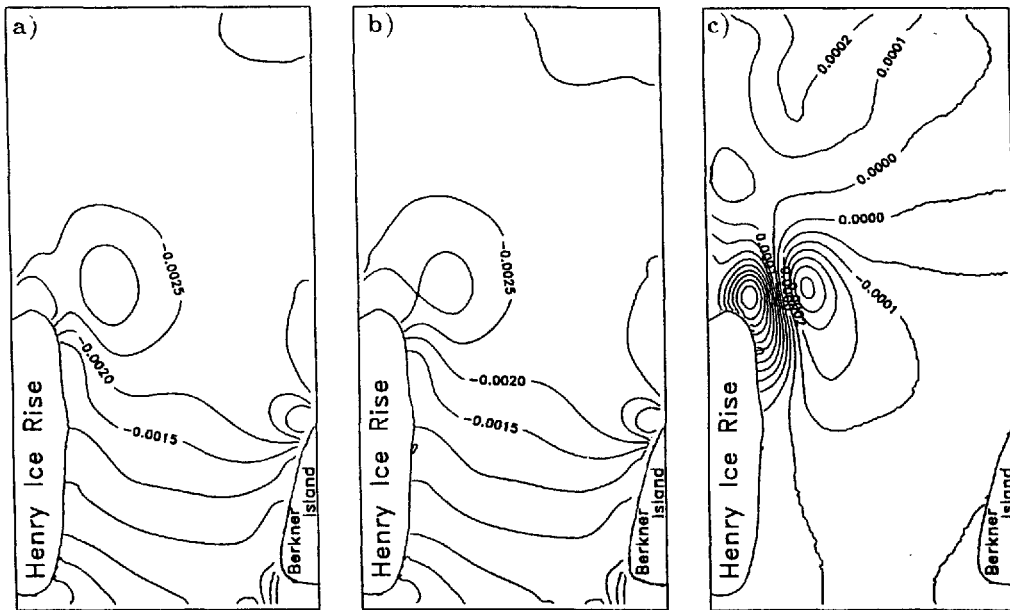 a)
-0.0025
-0.0020
-0.0015
Henry Ice Rise
Berkner
Island
b)
-0.0025
-0.0020
-0.0015
Henry Ice Rise
Berkner
Island
c)
0.0002
0.0001
0.0000
0.0000
-0.0001
Henry Ice Rise
Berkner
Island